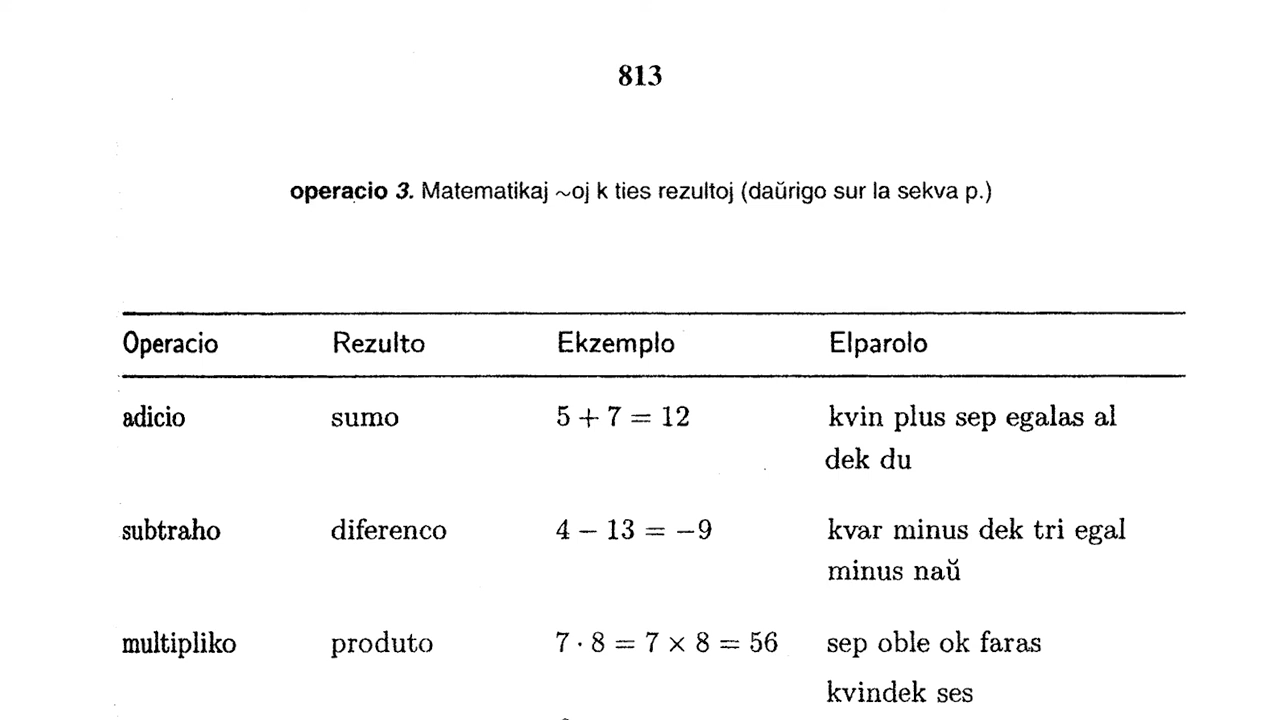 813
operacio 3. Matematikaj ~oj k ties rezultoj (daŭrigo sur la sekva p.)
Operacio Rezulto Ekzemplo Elparolo
adicio sumo 5 + 7 = 12 kvin plus sep egalas al
dek du
subtraho diferenco 4 − 13 = −9 kvar minus dek tri egal
minus naŭ
multipliko produto 7 · 8 = 7 × 8 = 56 sep oble ok faras
kvindek ses